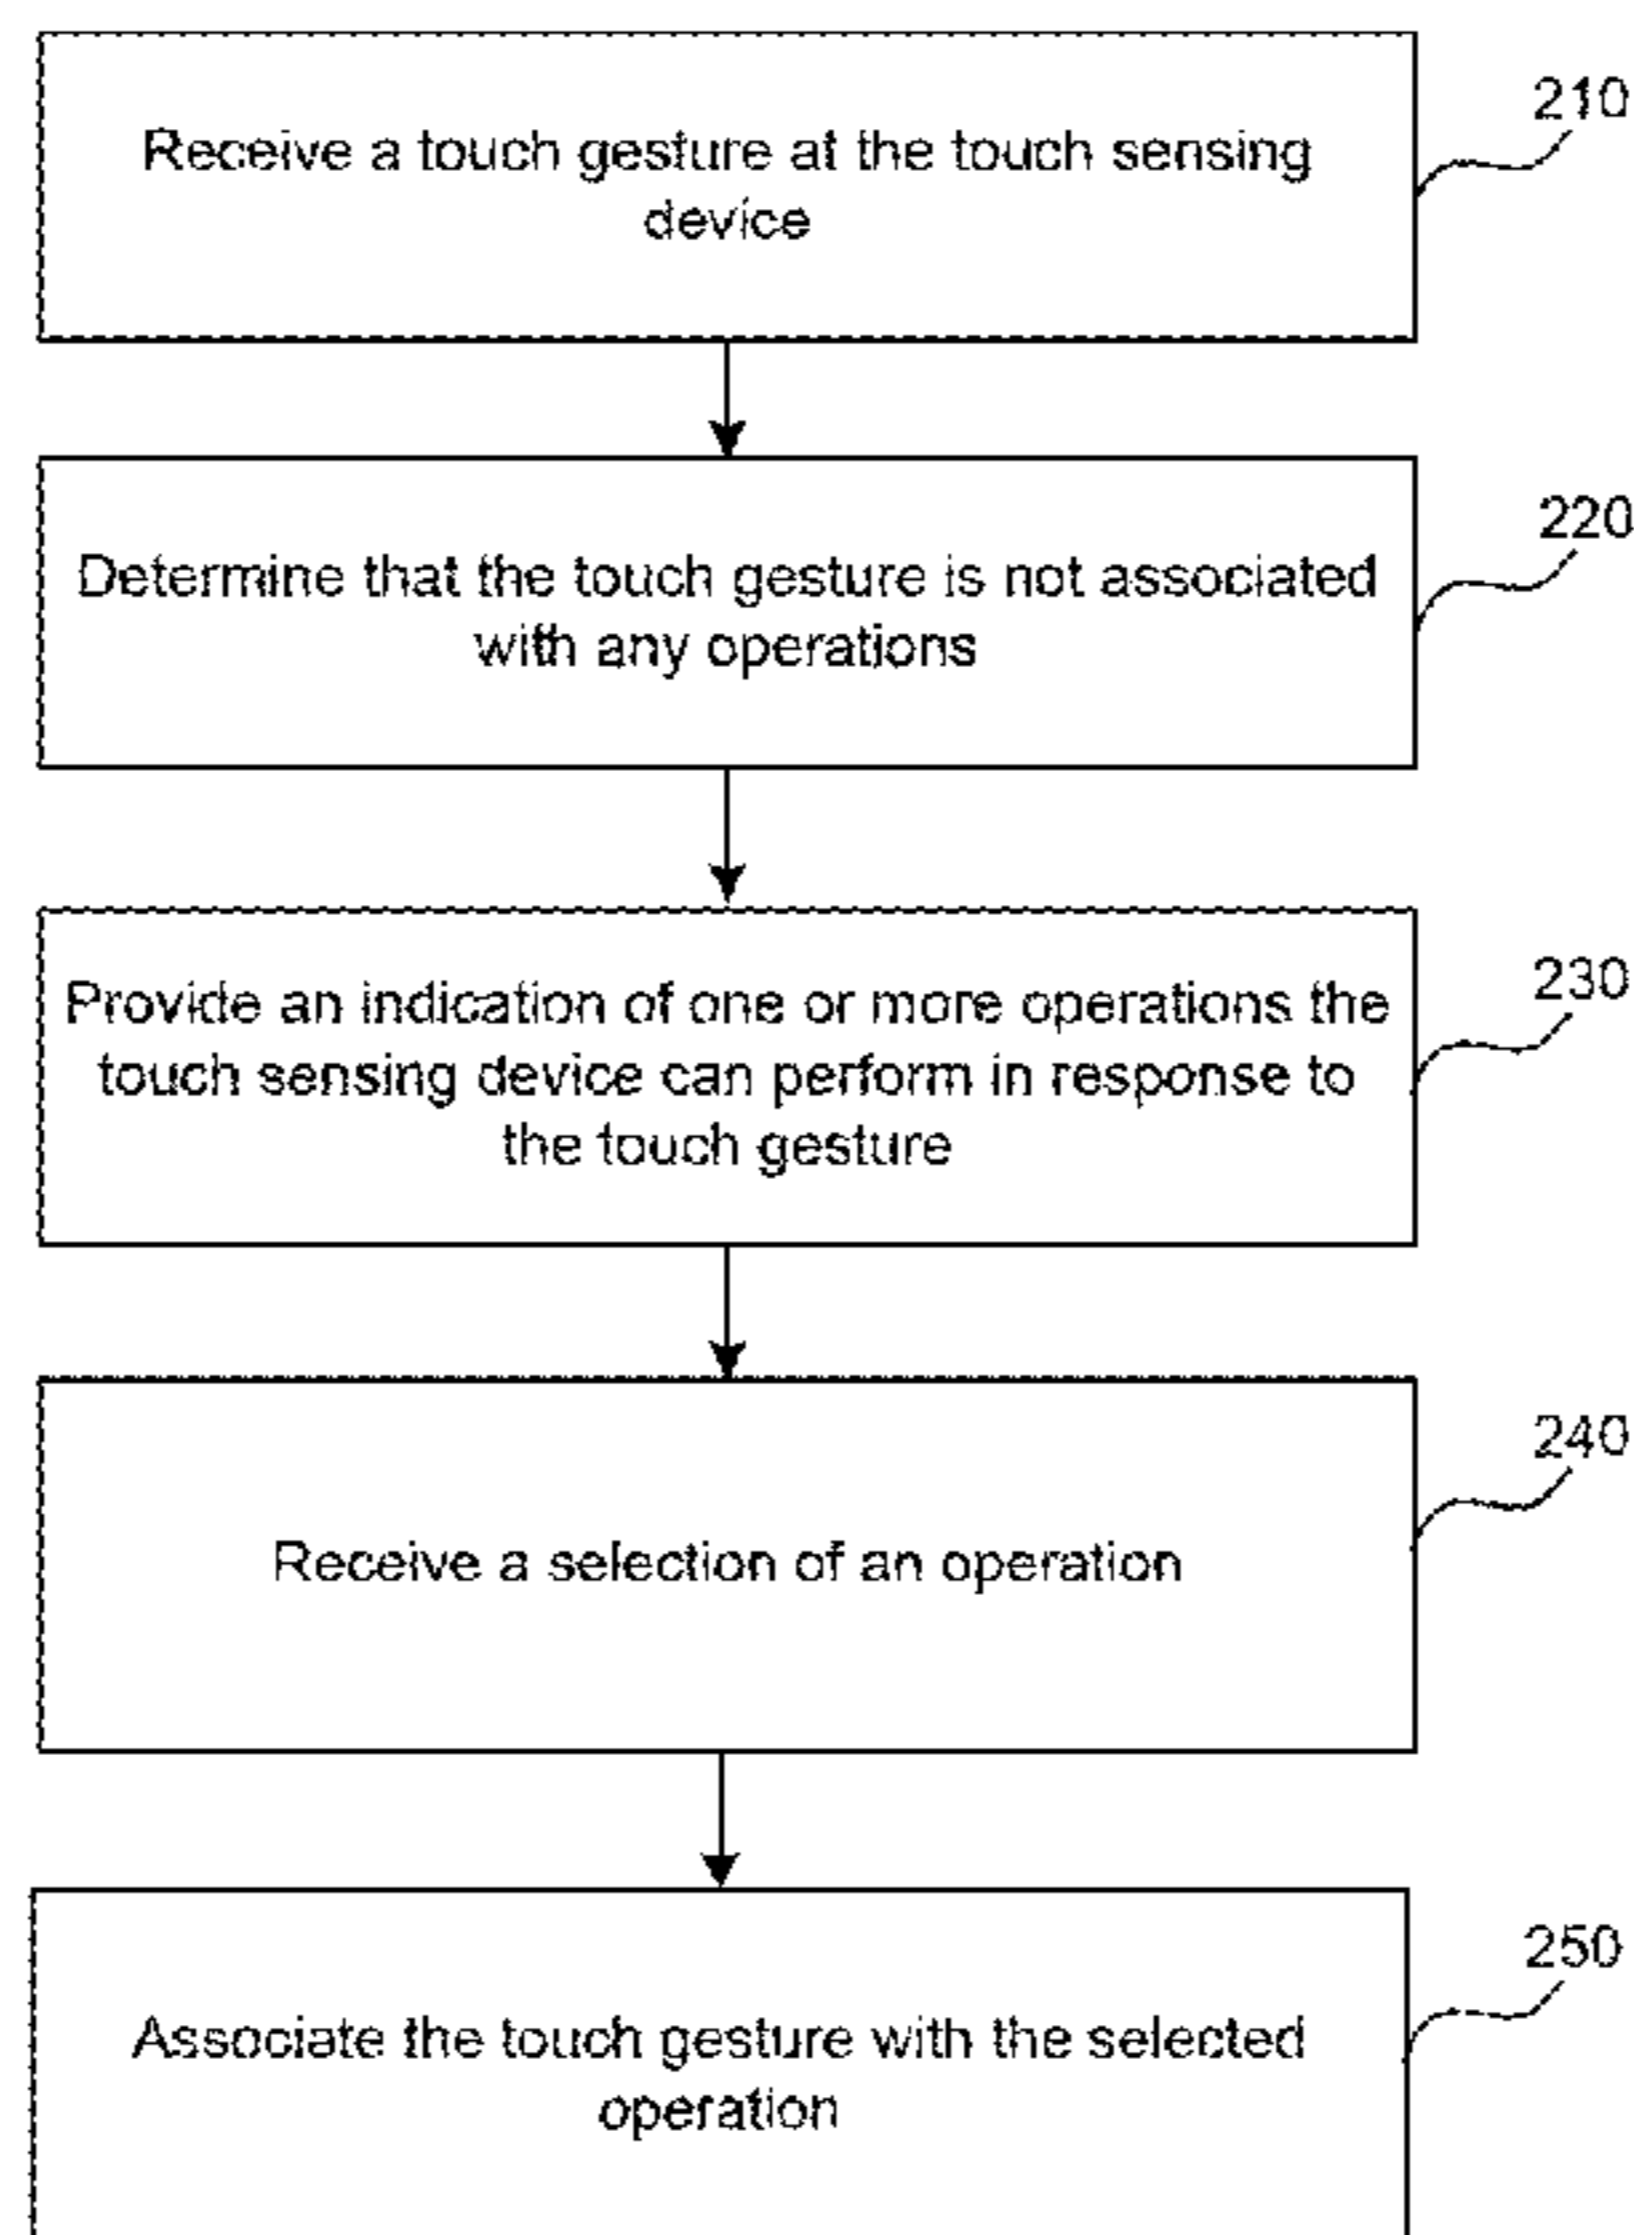 Receive a touch gesture at the touch sensing
device
210
Determine that the touch gesture is not associated
with any operations
220
Provide an indication of one or more operations the
touch sensing device can perform in response to
the touch gesture
230
Receive a selection of an operation
240
Associate the touch gesture with the selected
operation
250